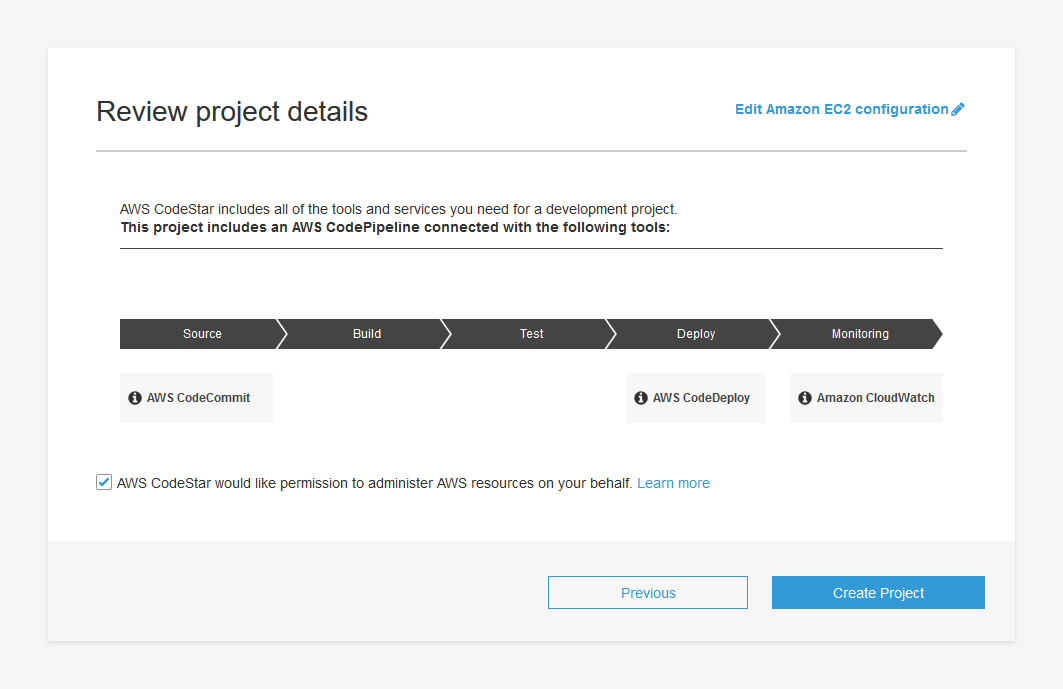 Review project details
Edit Amazon EC2 configuration
AWS CodeStar includes all of the tools and services you need for a development project.
This project includes an AWS CodePipeline connected with the following tools:
Source
Build
Test
Deploy
Monitoring
AWS CodeCommit
AWS CodeDeploy
Amazon CloudWatch
AWS CodeStar would like permission to administer AWS resources on your behalf. Learn more
Previous
Create Project